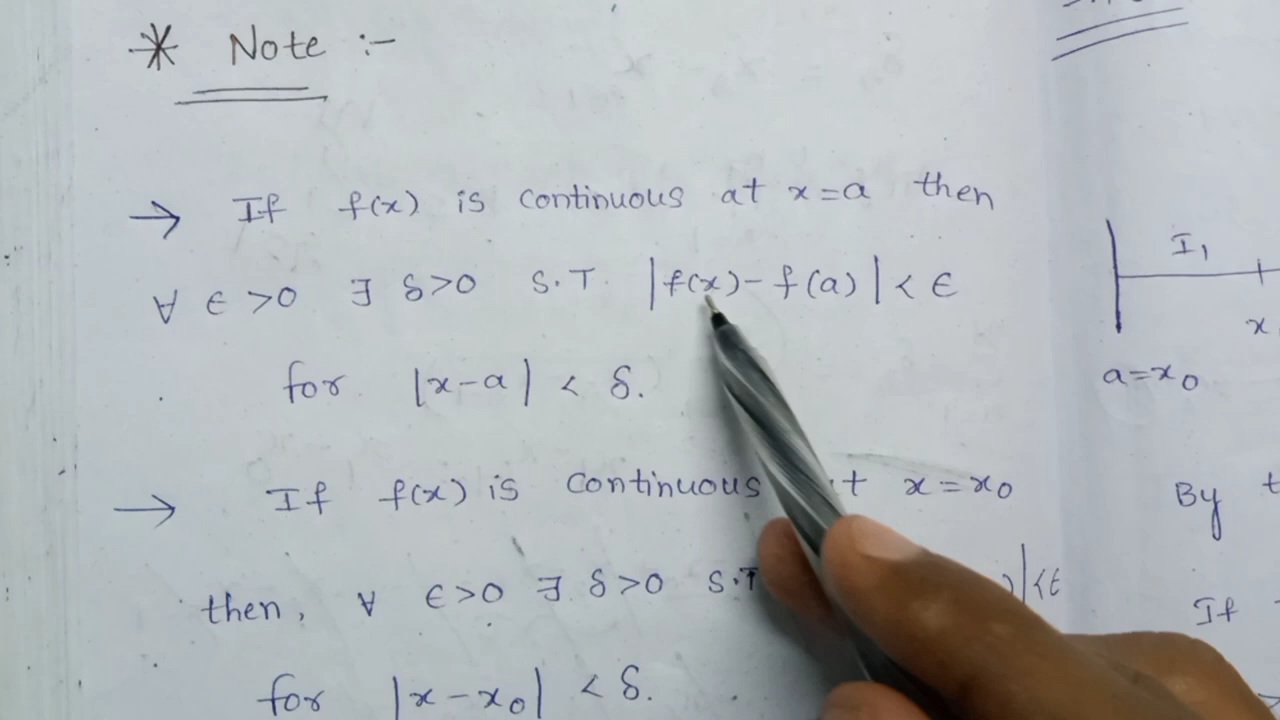 * Note :-
→ If f(x) is continuous at x=a then
∀ ε >0 ∃ δ>0 S.T. |f(x)-f(a)|< ε
for |x-a| < δ.
→ If f(x) is continuous x=x₀
then, ∀ ε>0 ∃ δ>0 S.T )|<ε
for |x-x₀| < δ.
I₁
x
a=x₀
By
If